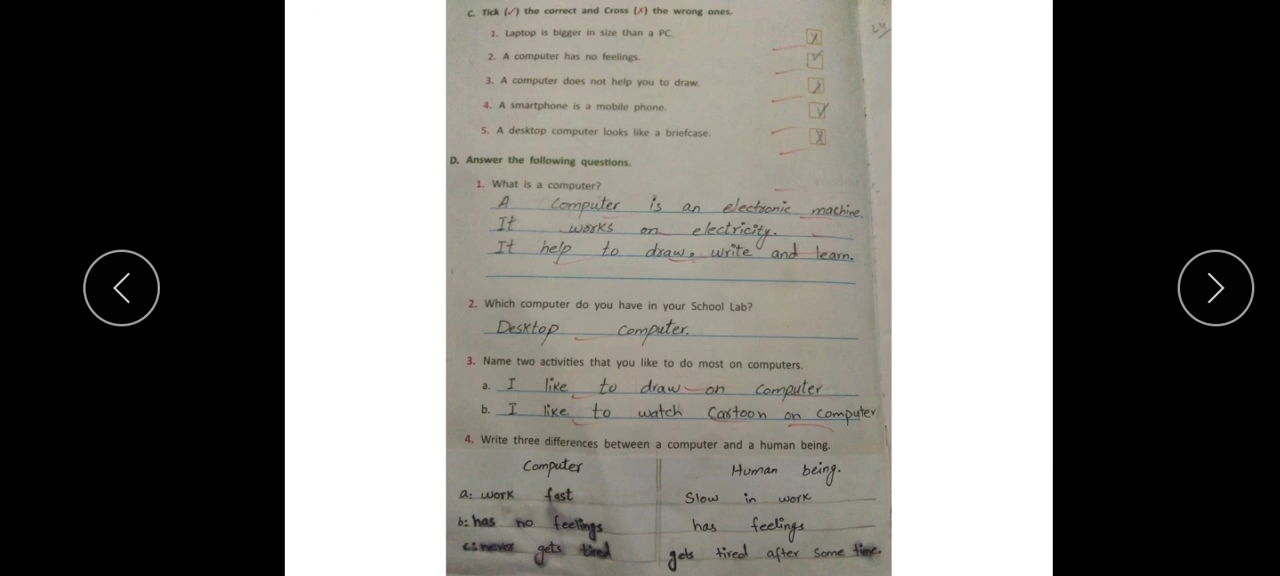 C. Tick (✓) the correct and Cross (✗) the wrong ones.
1. Laptop is bigger in size than a PC. ✗
2. A computer has no feelings. ✓
3. A computer does not help you to draw. ✗
4. A smartphone is a mobile phone. ✓
5. A desktop computer looks like a briefcase. ✗
D. Answer the following questions.
1. What is a computer?
A Computer is an electronic machine.
It works on electricity.
It help to draw, write and learn.
2. Which computer do you have in your School Lab?
Desktop Computer.
3. Name two activities that you like to do most on computers.
a. I like to draw on Computer
b. I like to watch Cartoon on Computer
4. Write three differences between a computer and a human being.
Computer Human being.
a: work fast Slow in work
b: has no feelings has feelings
c: never gets tired gets tired after some time.